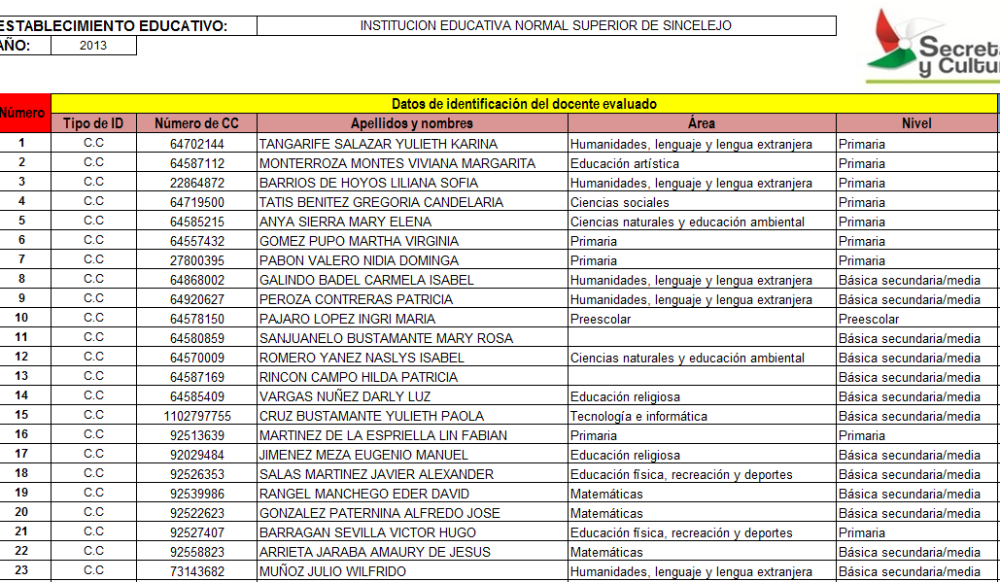 ESTABLECIMIENTO EDUCATIVO: INSTITUCION EDUCATIVA NORMAL SUPERIOR DE SINCELEJO
AÑO: 2013
Secreta
y Cultur
Número Datos de identificación del docente evaluado
Tipo de ID Número de CC Apellidos y nombres Área Nivel
1 C.C 64702144 TANGARIFE SALAZAR YULIETH KARINA Humanidades, lenguaje y lengua extranjera Primaria
2 C.C 64587112 MONTERROZA MONTES VIVIANA MARGARITA Educación artística Primaria
3 C.C 22864872 BARRIOS DE HOYOS LILIANA SOFIA Humanidades, lenguaje y lengua extranjera Primaria
4 C.C 64719500 TATIS BENITEZ GREGORIA CANDELARIA Ciencias sociales Primaria
5 C.C 64585215 ANYA SIERRA MARY ELENA Ciencias naturales y educación ambiental Primaria
6 C.C 64557432 GOMEZ PUPO MARTHA VIRGINIA Primaria Primaria
7 C.C 27800395 PABON VALERO NIDIA DOMINGA Primaria Primaria
8 C.C 64868002 GALINDO BADEL CARMELA ISABEL Humanidades, lenguaje y lengua extranjera Básica secundaria/media
9 C.C 64920627 PEROZA CONTRERAS PATRICIA Humanidades, lenguaje y lengua extranjera Básica secundaria/media
10 C.C 64578150 PAJARO LOPEZ INGRI MARIA Preescolar Preescolar
11 C.C 64580859 SANJUANELO BUSTAMANTE MARY ROSA Básica secundaria/media
12 C.C 64570009 ROMERO YANEZ NASLYS ISABEL Ciencias naturales y educación ambiental Básica secundaria/media
13 C.C 64587169 RINCON CAMPO HILDA PATRICIA Básica secundaria/media
14 C.C 64585409 VARGAS NUÑEZ DARLY LUZ Educación religiosa Básica secundaria/media
15 C.C 1102797755 CRUZ BUSTAMANTE YULIETH PAOLA Tecnología e informática Básica secundaria/media
16 C.C 92513639 MARTINEZ DE LA ESPRIELLA LIN FABIAN Primaria Primaria
17 C.C 92029484 JIMENEZ MEZA EUGENIO MANUEL Educación religiosa Básica secundaria/media
18 C.C 92526353 SALAS MARTINEZ JAVIER ALEXANDER Educación física, recreación y deportes Básica secundaria/media
19 C.C 92539986 RANGEL MANCHEGO EDER DAVID Matemáticas Básica secundaria/media
20 C.C 92522623 GONZALEZ PATERNINA ALFREDO JOSE Matemáticas Básica secundaria/media
21 C.C 92527407 BARRAGAN SEVILLA VICTOR HUGO Educación física, recreación y deportes Primaria
22 C.C 92558823 ARRIETA JARABA AMAURY DE JESUS Matemáticas Básica secundaria/media
23 C.C 73143682 MUÑOZ JULIO WILFRIDO Humanidades, lenguaje y lengua extranjera Básica secundaria/media